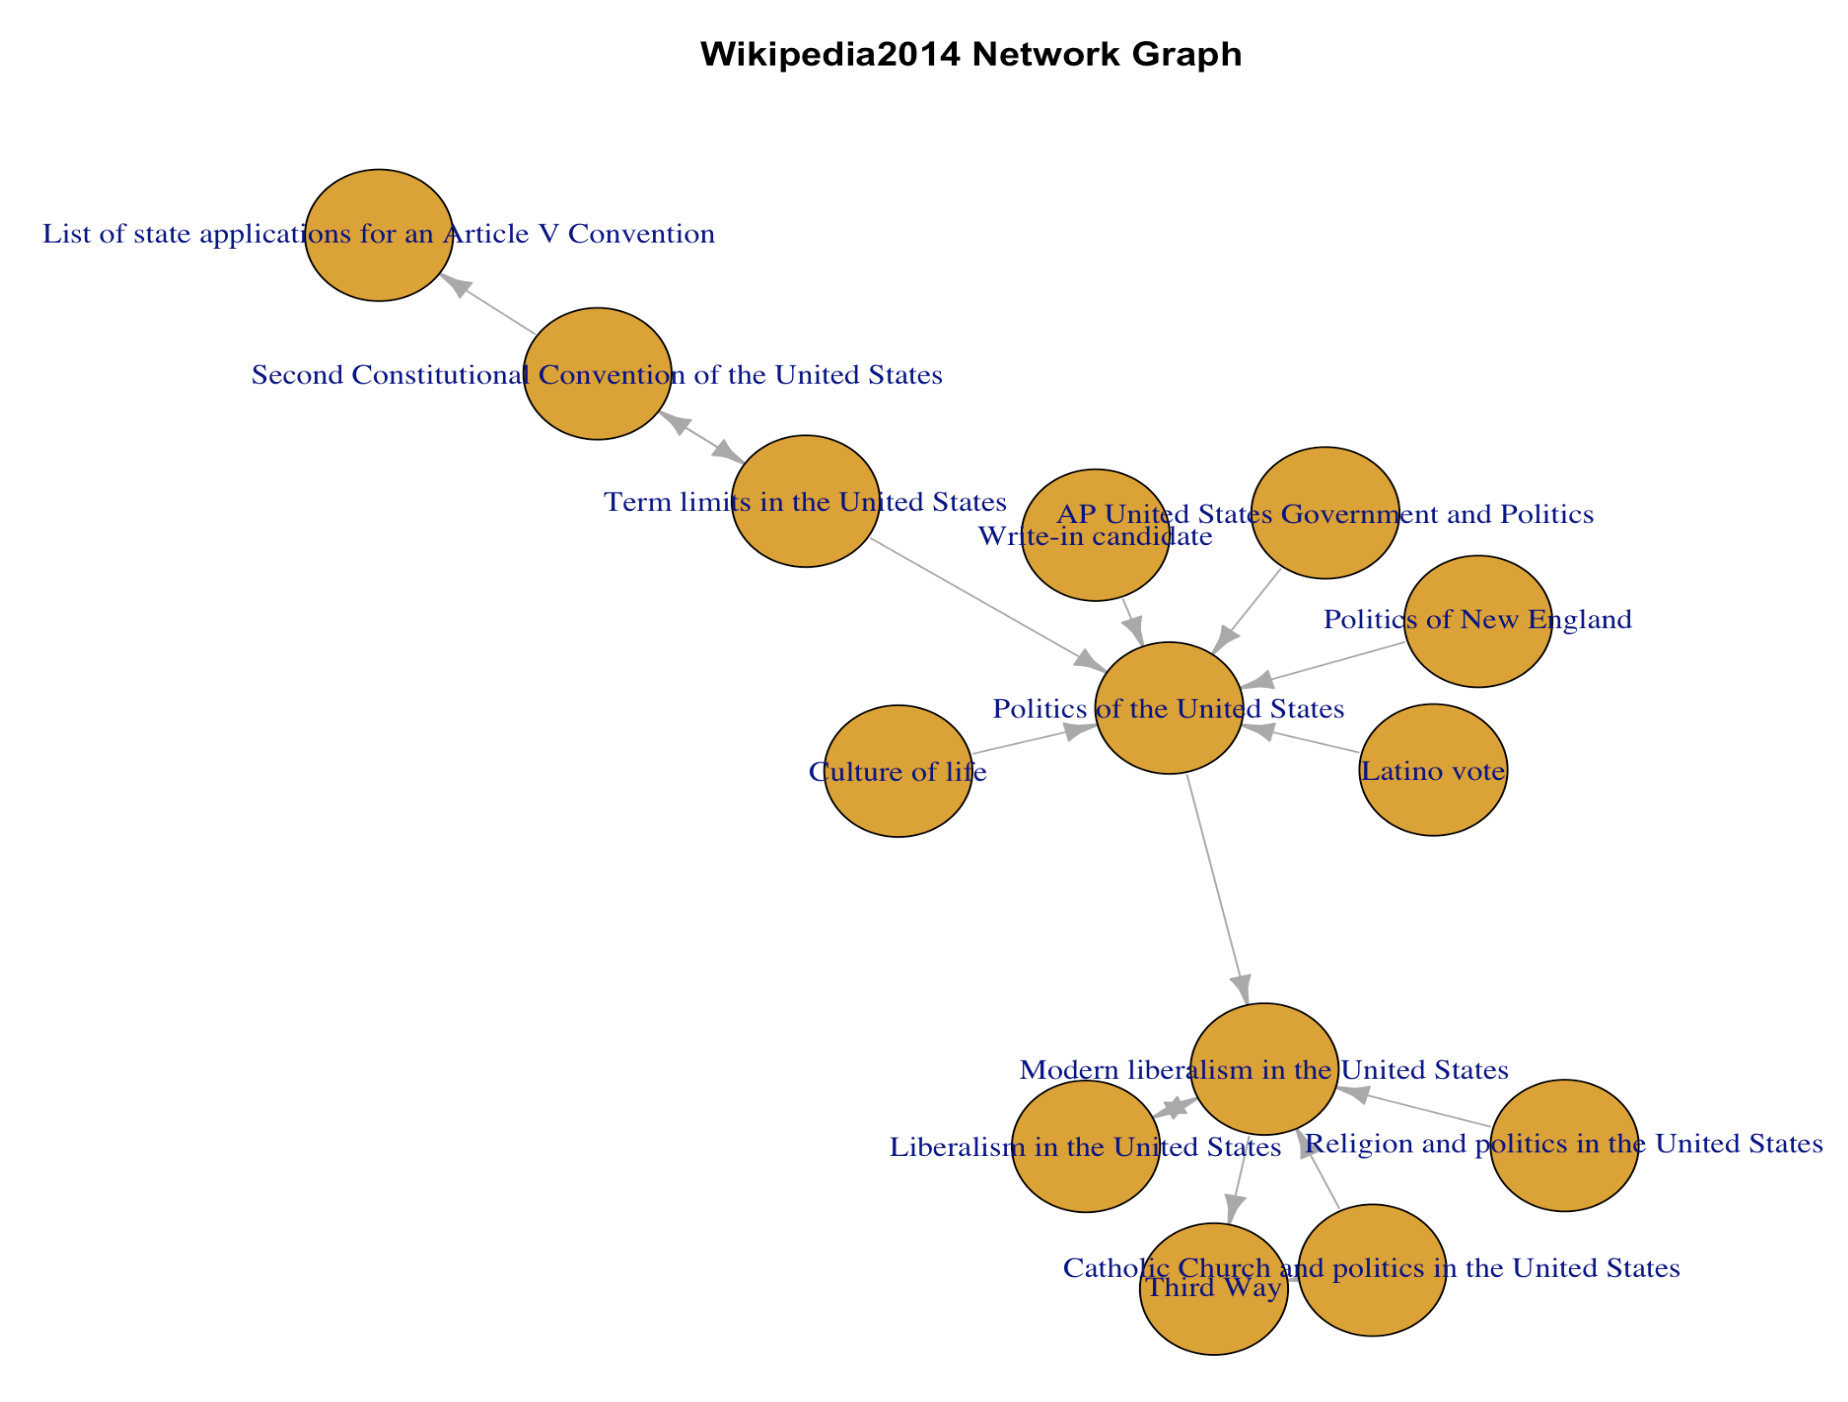 Wikipedia2014 Network Graph
List of state applications for an Article V Convention
Second Constitutional Convention of the United States
Term limits in the United States
AP United States Government and Politics
Write-in candidate
Politics of New England
Politics of the United States
Culture of life
Latino vote
Modern liberalism in the United States
Liberalism in the United States
Religion and politics in the United States
Catholic Church and politics in the United States
Third Way